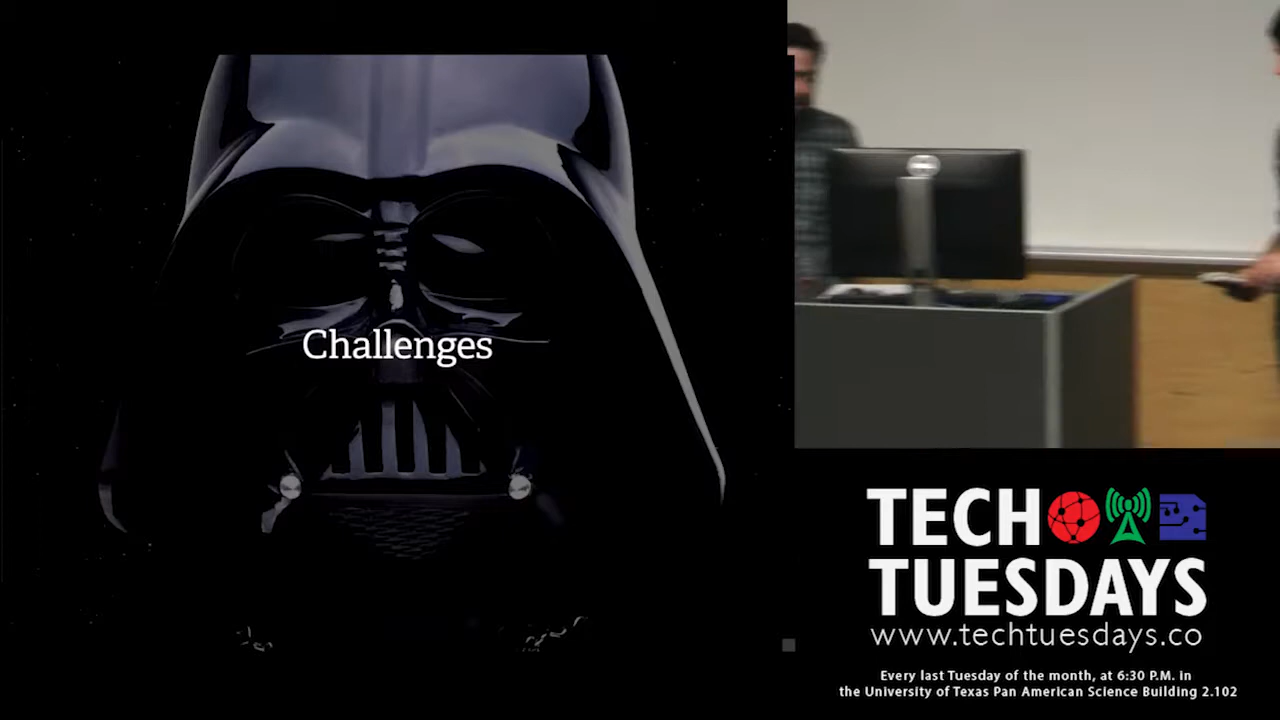 Challenges
TECH
TUESDAYS
www.techtuesdays.co
Every last Tuesday of the month, at 6:30 P.M. in
the University of Texas Pan American Science Building 2.102